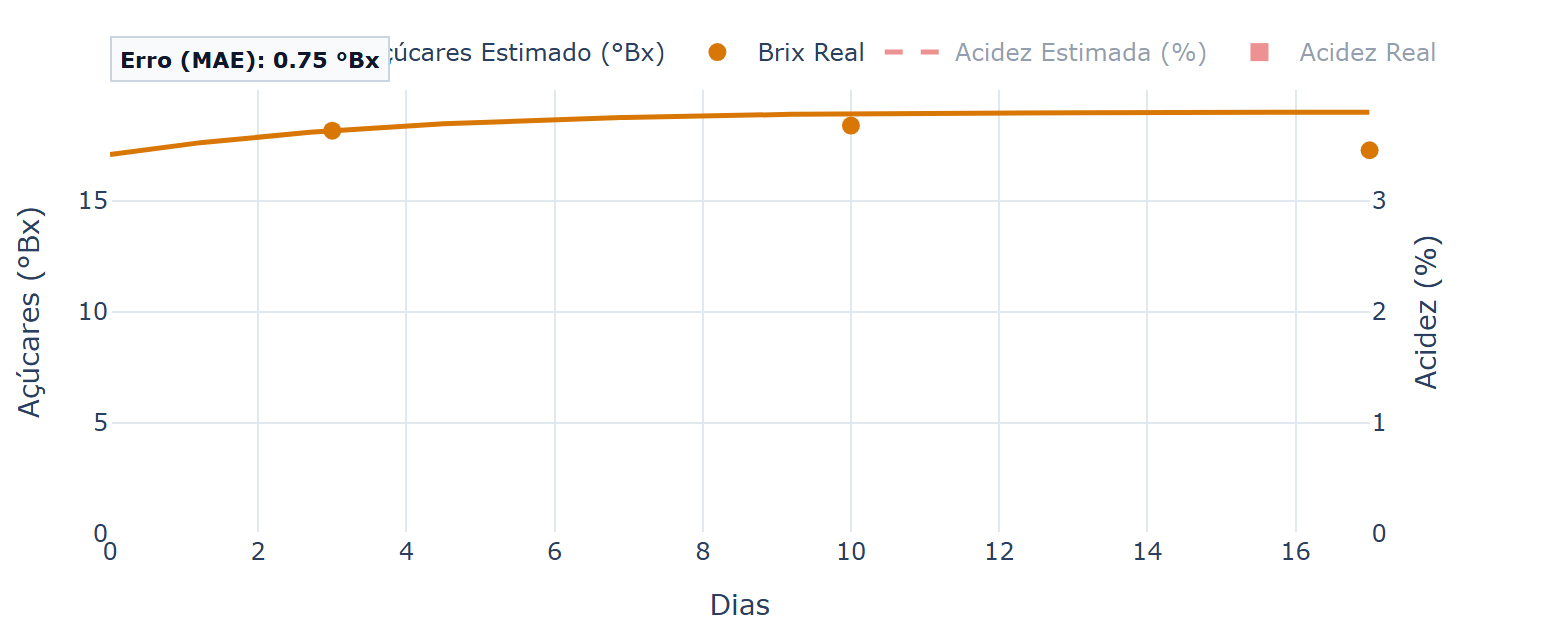 Erro (MAE): 0.75 °Bx
çúcares Estimado (°Bx) Brix Real Acidez Estimada (%) Acidez Real
Açúcares (°Bx)
15
10
5
0
3
2
1
0
Acidez (%)
0 2 4 6 8 10 12 14 16
Dias